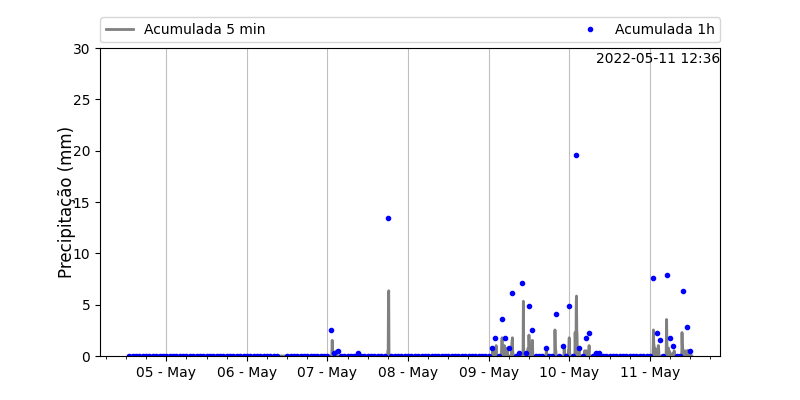 Acumulada 5 min
Acumulada 1h
2022-05-11 12:36
Precipitação (mm)
30
25
20
15
10
5
0
05 - May
06 - May
07 - May
08 - May
09 - May
10 - May
11 - May